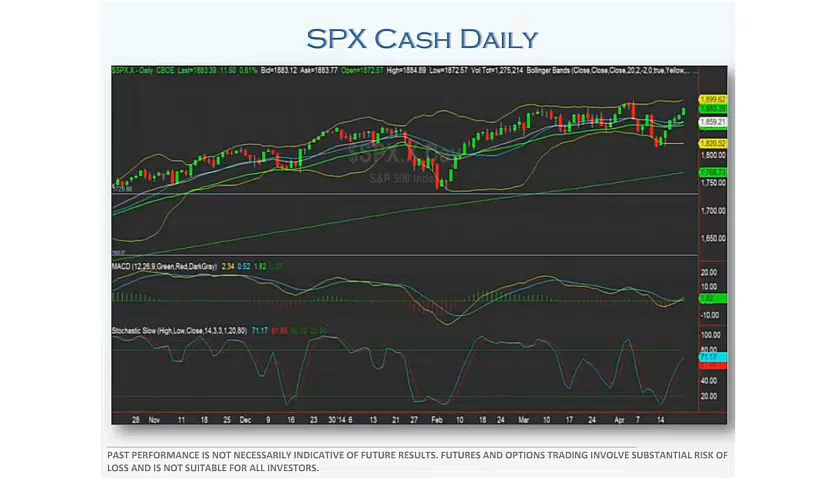 SPX CASH DAILY
$SPX.X - Daily CBOE Last=1883.39 11.50 0.61% Bid=1883.12 Ask=1883.77 Open=1872.57 High=1884.89 Low=1872.57 Vol Tot=1,275,214 Bollinger Bands (Close,Close,Close,20,2,-2,0,true,Yellow,...
1,899.62
1,859.21
1,820.52
1,800.00
1,768.73
1,750.00
1,700.00
1,650.00
$SPX.X Day
S&P 500 Index
MACD (12,26,9,Green,Red,DarkGray) 2.34 0.52 1.82
20.00
10.00
1.82
-10.00
Stochastic Slow (High,Low,Close,14,3,3,1,20,80) 71.17
100.00
80.00
71.17
40.00
20.00
28 Nov 11 18 25 Dec 9 16 23 30 '14 6 13 21 27 Feb 10 18 24 Mar 10 17 24 Apr 7 14
PAST PERFORMANCE IS NOT NECESSARILY INDICATIVE OF FUTURE RESULTS. FUTURES AND OPTIONS TRADING INVOLVE SUBSTANTIAL RISK OF
LOSS AND IS NOT SUITABLE FOR ALL INVESTORS.